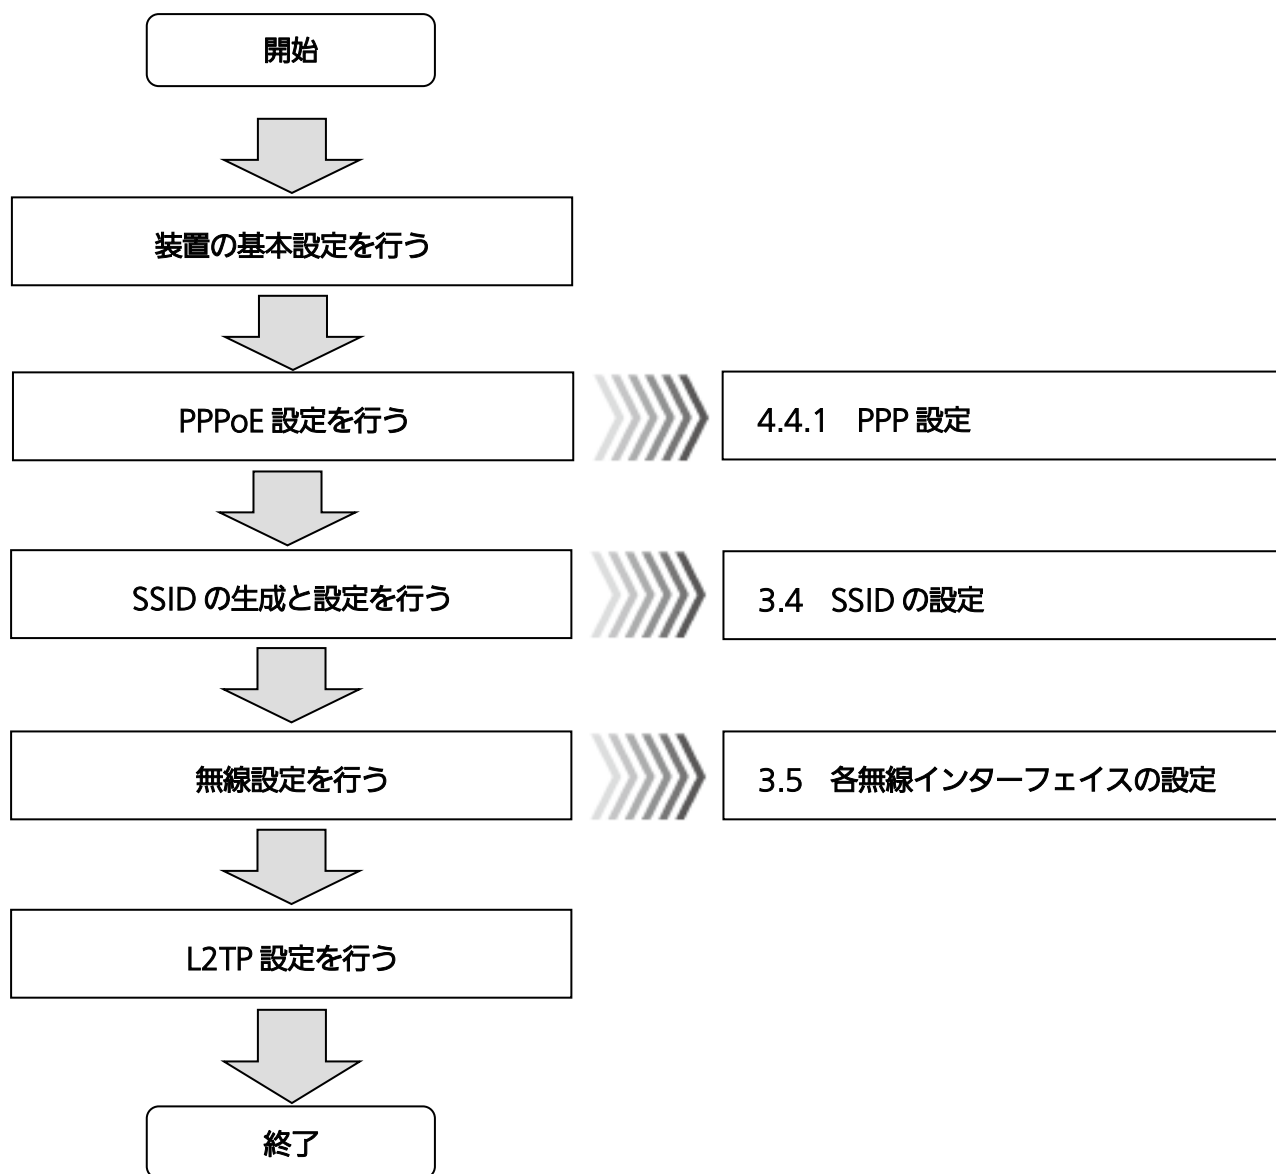 開始
装置の基本設定を行う
PPPoE 設定を行う
4.4.1 PPP 設定
SSID の生成と設定を行う
3.4 SSID の設定
無線設定を行う
3.5 各無線インターフェイスの設定
L2TP 設定を行う
終了